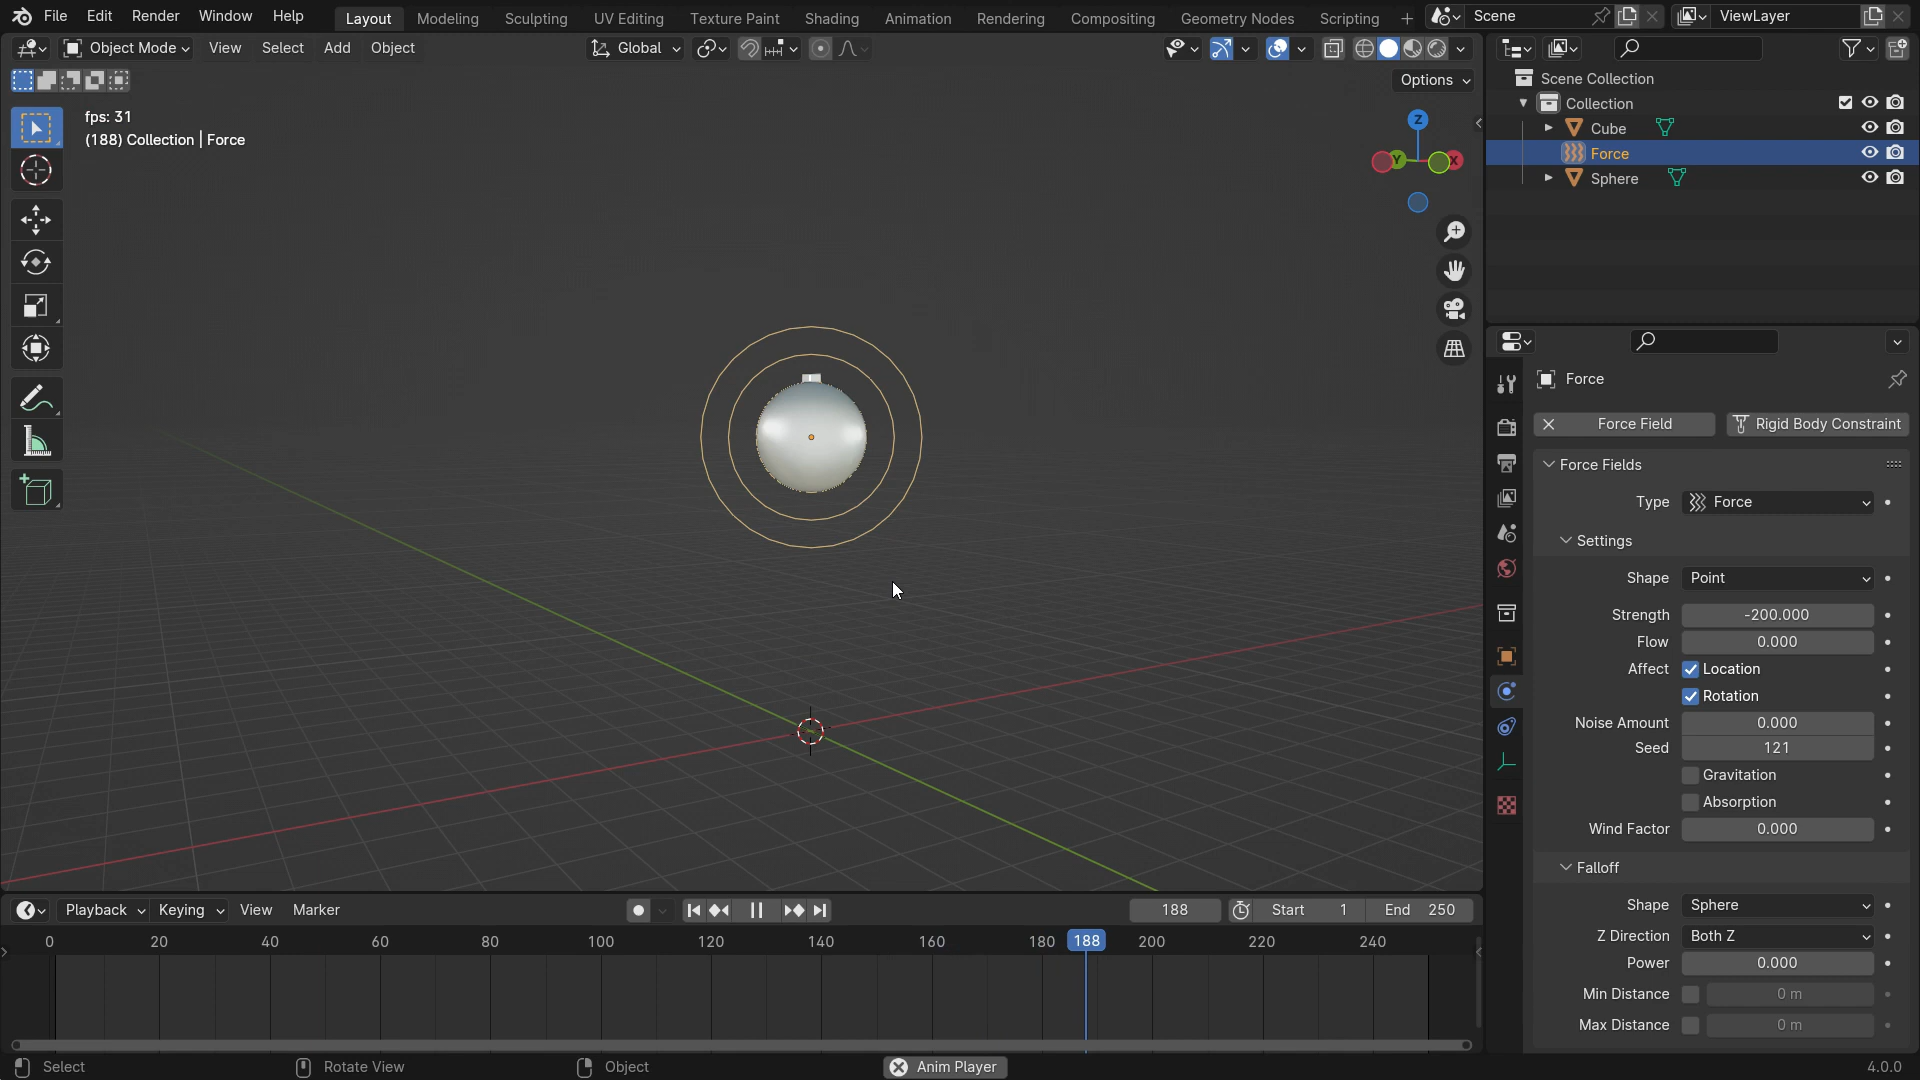 File Edit Render Window Help Layout Modeling Sculpting UV Editing Texture Paint Shading Animation Rendering Compositing Geometry Nodes Scripting + Scene ViewLayer
Object Mode View Select Add Object Global
Options
fps: 31
(188) Collection | Force
Z
Y X
Scene Collection
Collection
Cube
Force
Sphere
Force
Force Field Rigid Body Constraint
Force Fields
Type Force
Settings
Shape Point
Strength -200.000
Flow 0.000
Affect Location
Rotation
Noise Amount 0.000
Seed 121
Gravitation
Absorption
Wind Factor 0.000
Falloff
Shape Sphere
Z Direction Both Z
Power 0.000
Min Distance 0 m
Max Distance 0 m
Playback Keying View Marker 188 Start 1 End 250
0 20 40 60 80 100 120 140 160 180 188 200 220 240
Select Rotate View Object Anim Player 4.0.0